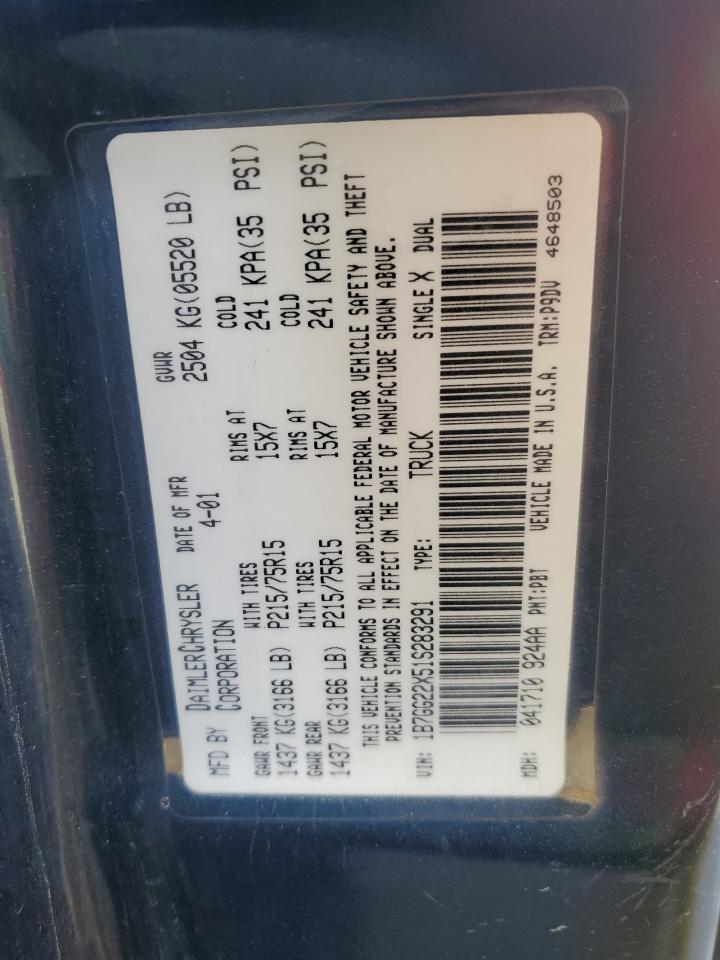 MFD BY DAIMLERCHRYSLER CORPORATION DATE OF MFR 4-01 GVWR 2504 KG(05520 LB)
GAWR FRONT WITH TIRES RIMS AT COLD
1437 KG(3166 LB) P215/75R15 15X7 241 KPA(35 PSI)
GAWR REAR WITH TIRES RIMS AT COLD
1437 KG(3166 LB) P215/75R15 15X7 241 KPA(35 PSI)
THIS VEHICLE CONFORMS TO ALL APPLICABLE FEDERAL MOTOR VEHICLE SAFETY AND THEFT
PREVENTION STANDARDS IN EFFECT ON THE DATE OF MANUFACTURE SHOWN ABOVE.
VIN: 1B7GG22X51S283291 TYPE: TRUCK SINGLE X DUAL
MDH: 041710 924AA PNT:PBT VEHICLE MADE IN U.S.A. TRM:P9DV 4648503